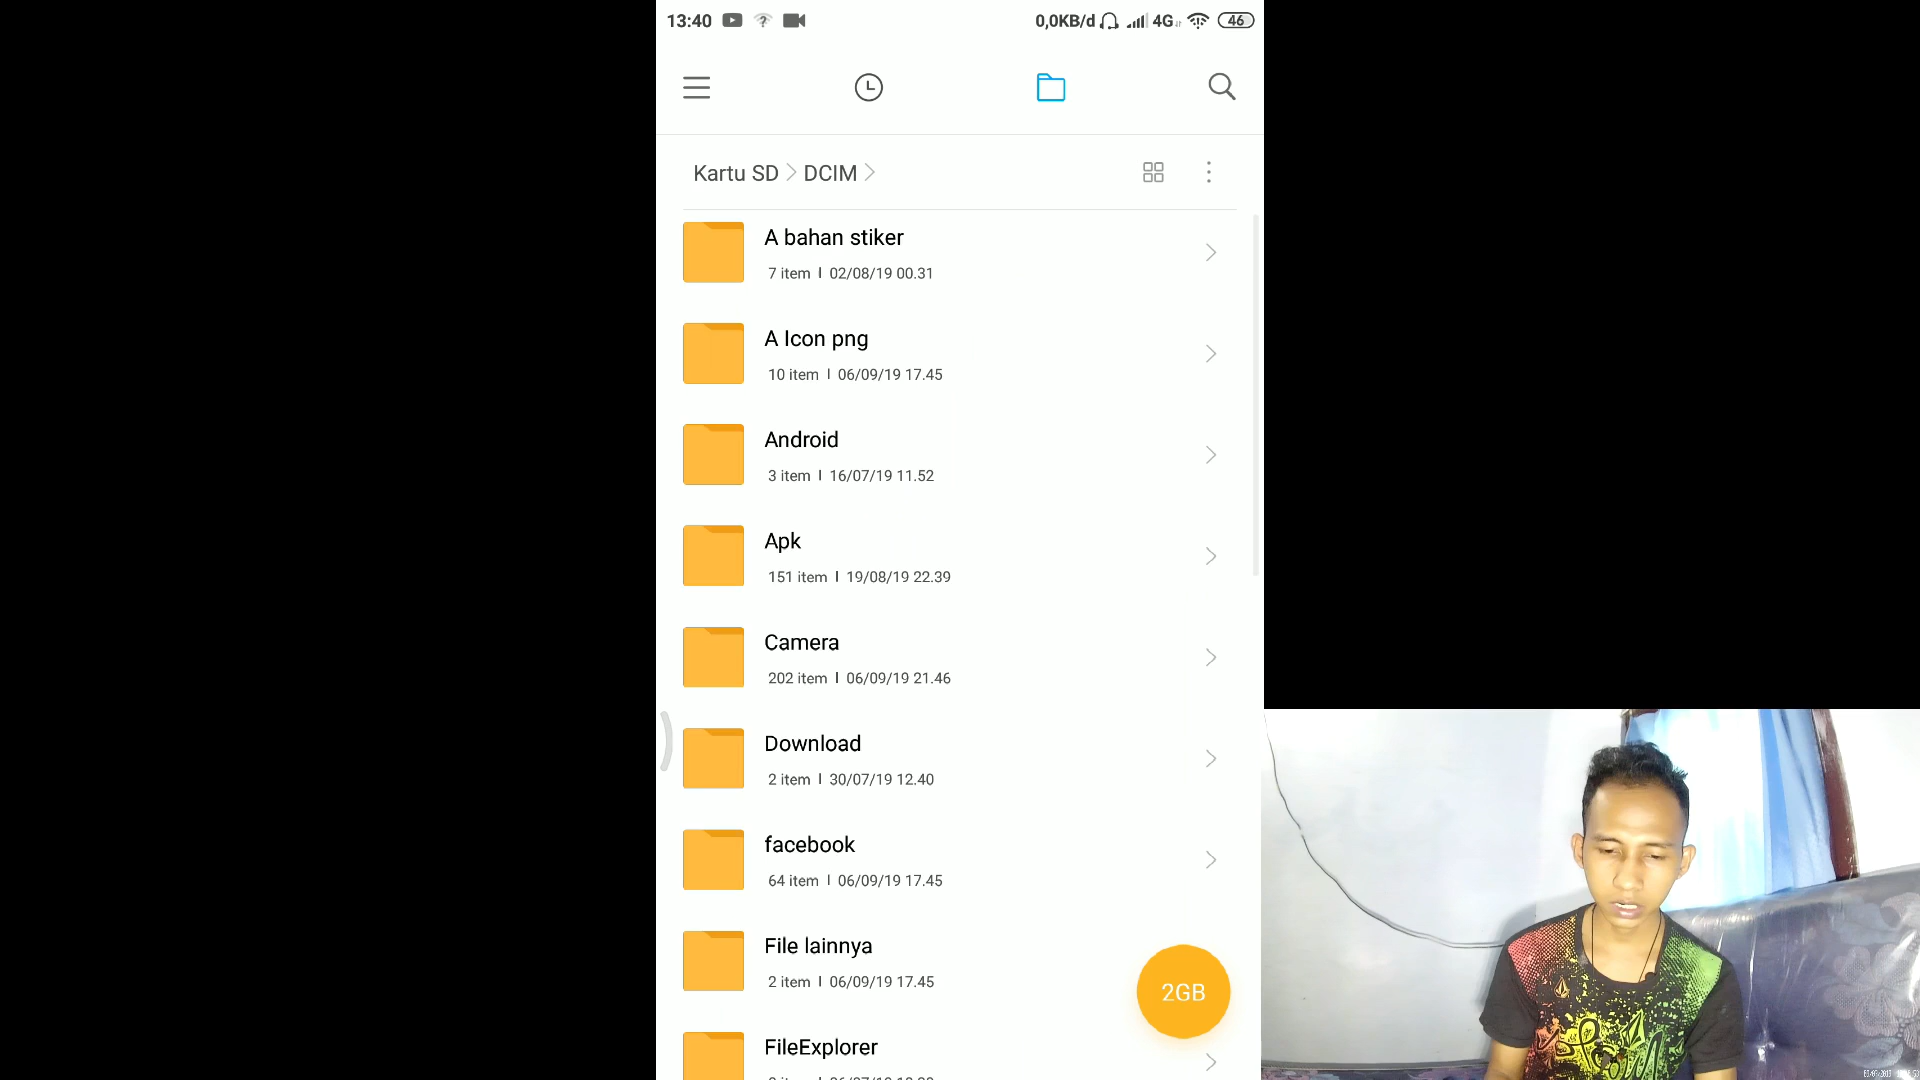 13:40 0,0KB/d 4G 46
Kartu SD DCIM
A bahan stiker
7 item | 02/08/19 00.31
A Icon png
10 item | 06/09/19 17.45
Android
3 item | 16/07/19 11.52
Apk
151 item | 19/08/19 22.39
Camera
202 item | 06/09/19 21.46
Download
2 item | 30/07/19 12.40
facebook
64 item | 06/09/19 17.45
File lainnya
2 item | 06/09/19 17.45
2GB
FileExplorer